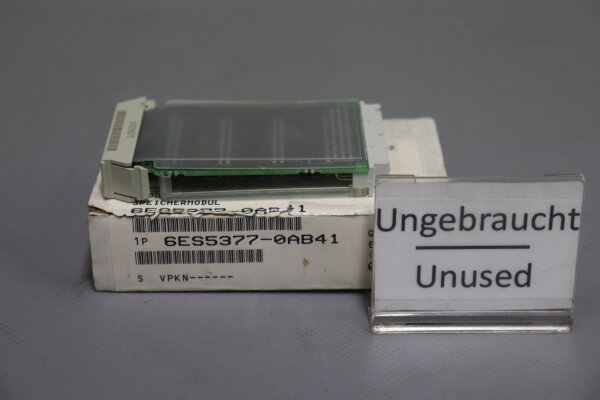 SPEICHERMODUL
1P 6ES5377-0AB41
S VPKN------
Ungebraucht
Unused